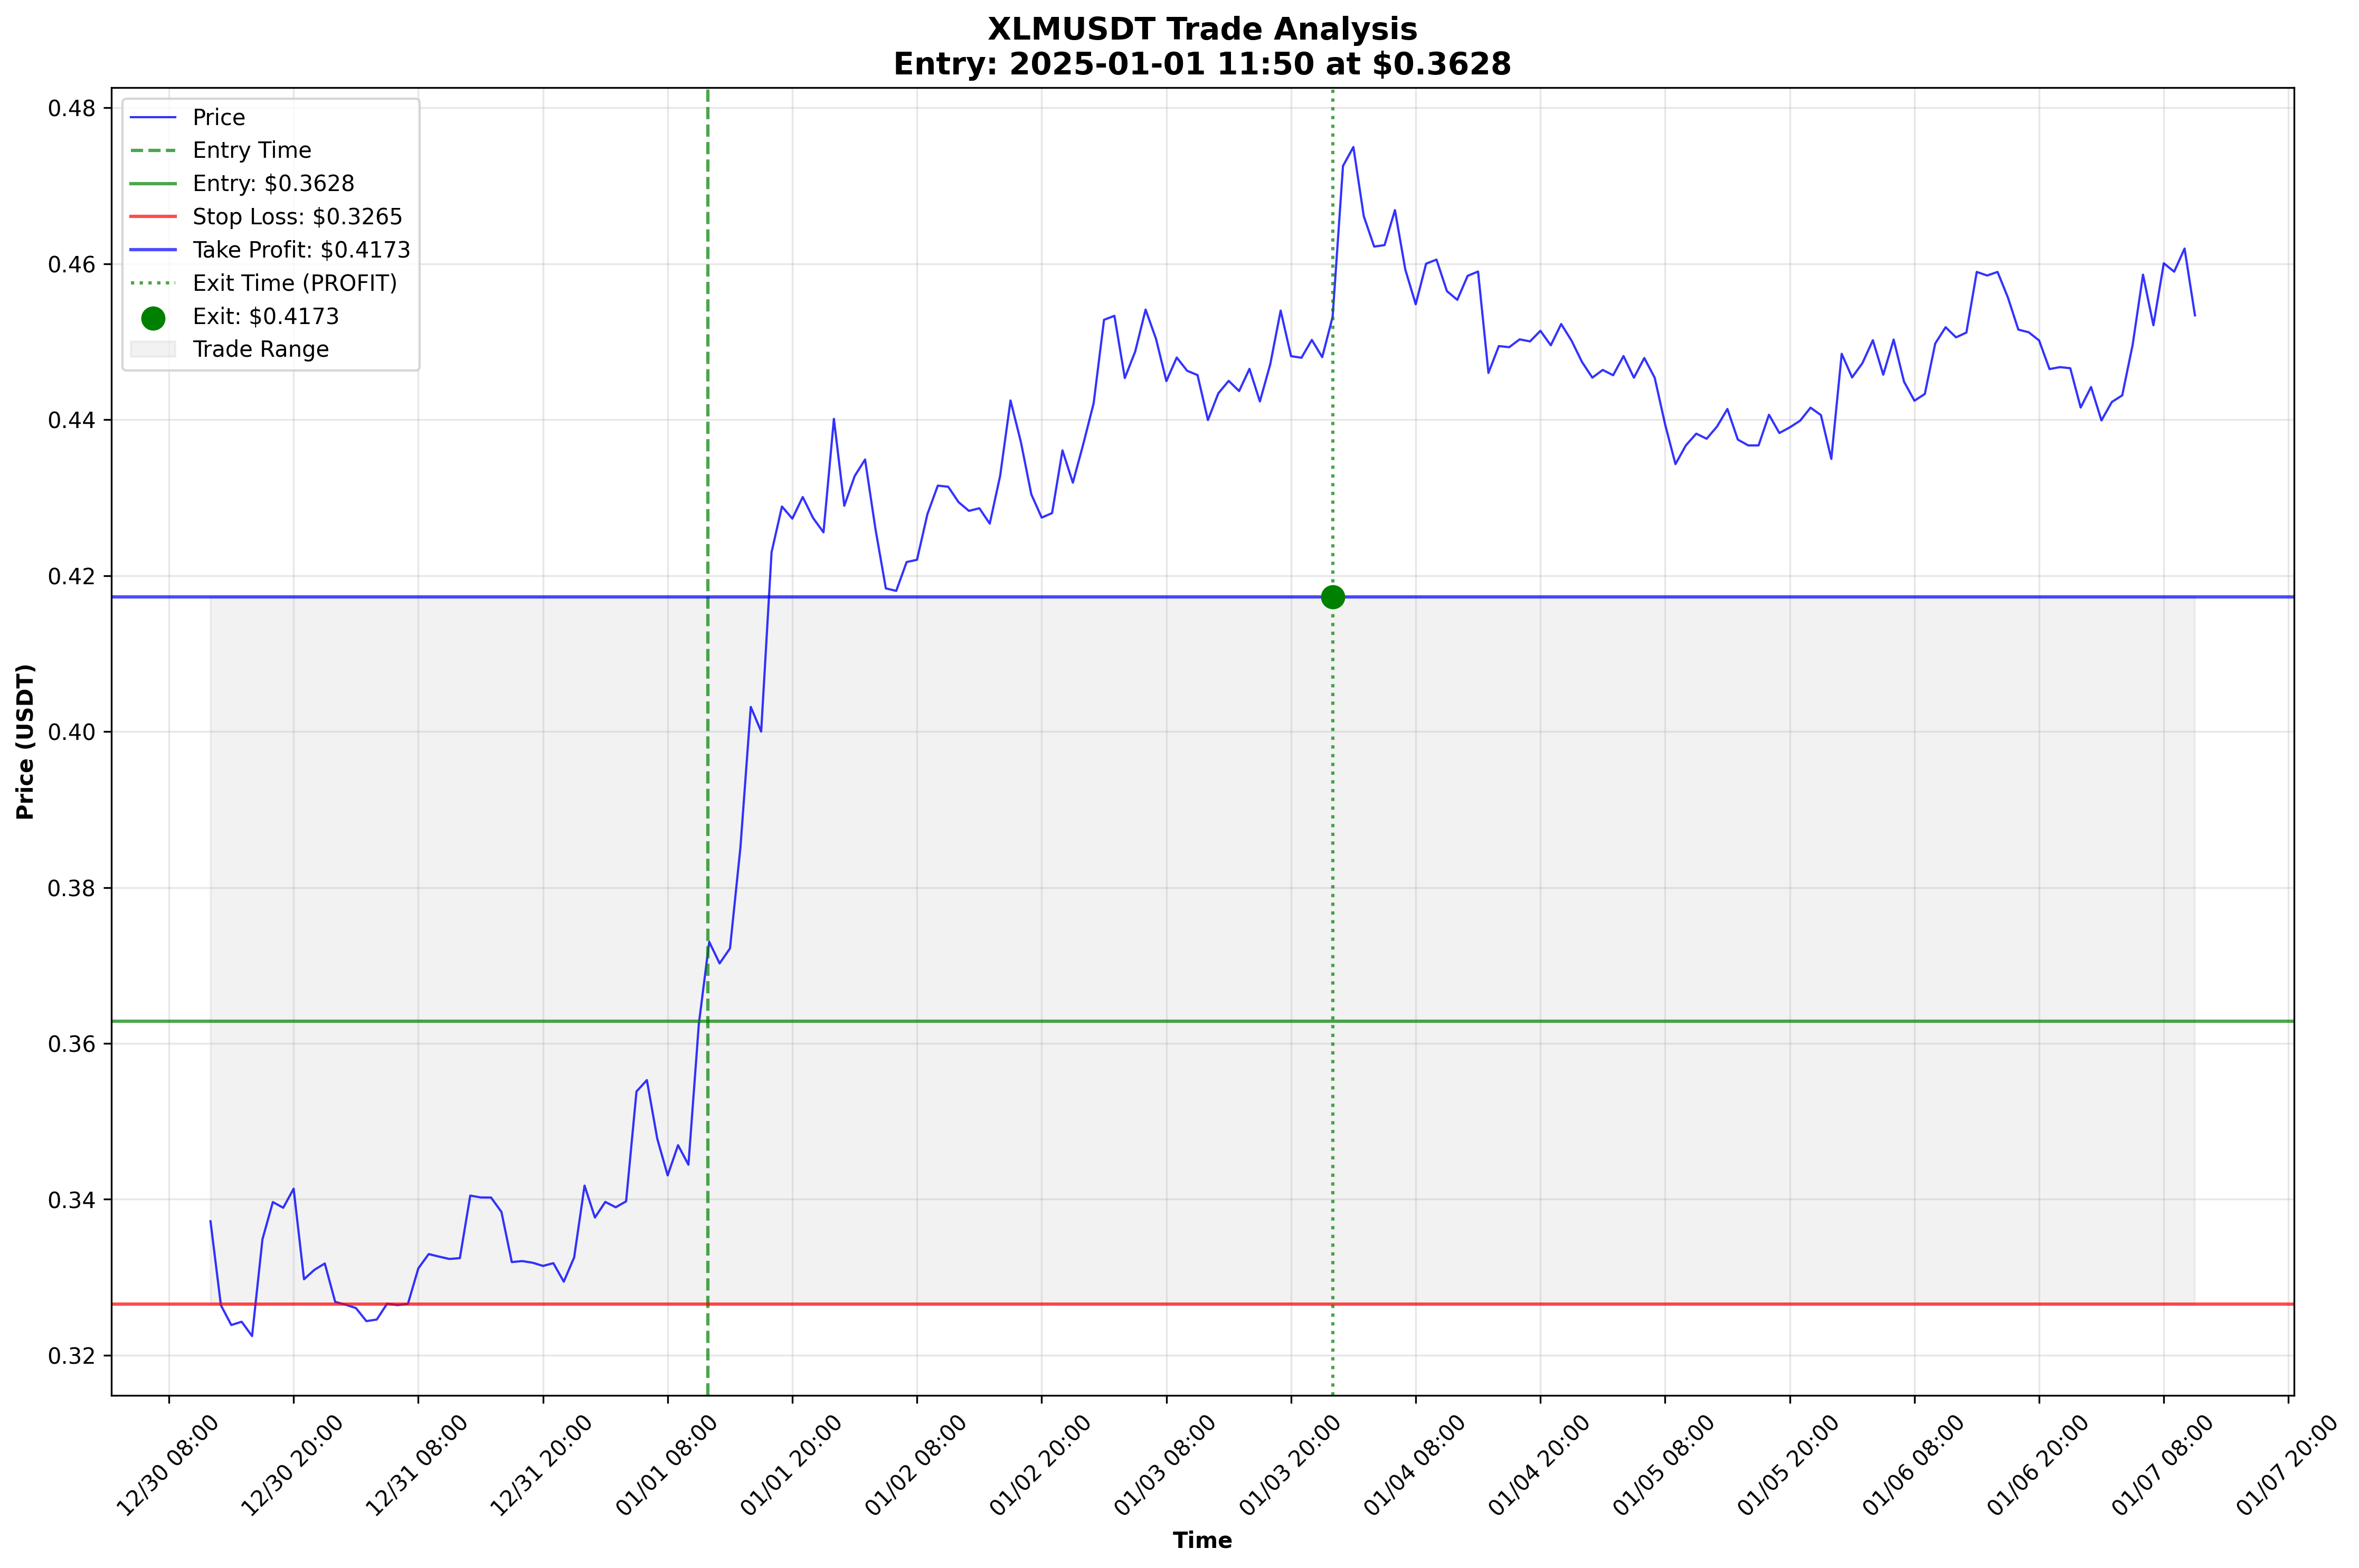 XLMUSDT Trade Analysis
Entry: 2025-01-01 11:50 at $0.3628
Price
Entry Time
Entry: $0.3628
Stop Loss: $0.3265
Take Profit: $0.4173
Exit Time (PROFIT)
Exit: $0.4173
Trade Range
Price (USDT)
0.48
0.46
0.44
0.42
0.40
0.38
0.36
0.34
0.32
12/30 08:00
12/30 20:00
12/31 08:00
12/31 20:00
01/01 08:00
01/01 20:00
01/02 08:00
01/02 20:00
01/03 08:00
01/03 20:00
01/04 08:00
01/04 20:00
01/05 08:00
01/05 20:00
01/06 08:00
01/06 20:00
01/07 08:00
01/07 20:00
Time